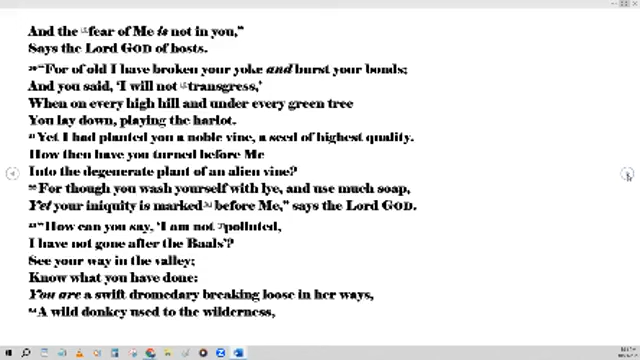 And the fear of Me is not in you,"
Says the Lord GOD of hosts.
20 "For of old I have broken your yoke and burst your bonds;
And you said, 'I will not transgress,'
When on every high hill and under every green tree
You lay down, playing the harlot.
21 Yet I had planted you a noble vine, a seed of highest quality.
How then have you turned before Me
Into the degenerate plant of an alien vine?
22 For though you wash yourself with lye, and use much soap,
Yet your iniquity is marked before Me," says the Lord GOD.
23 "How can you say, 'I am not polluted,
I have not gone after the Baals'?
See your way in the valley;
Know what you have done:
You are a swift dromedary breaking loose in her ways,
24 A wild donkey used to the wilderness,